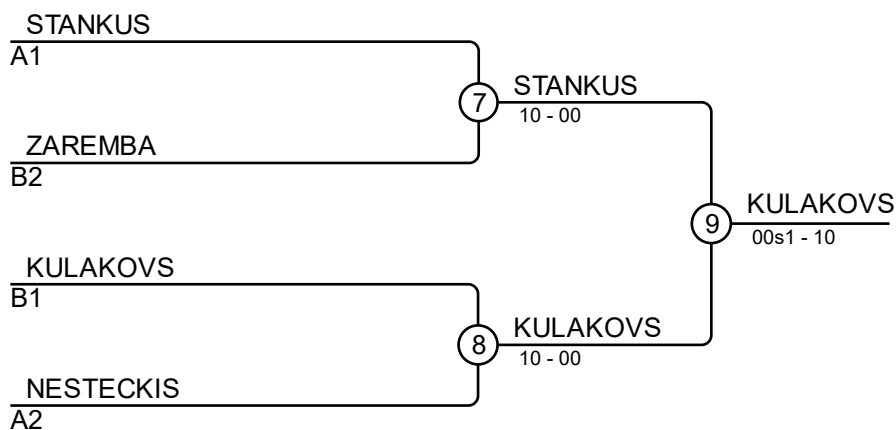 STANKUS
A1
7
STANKUS
10 - 00
ZAREMBA
B2
9
KULAKOVS
00s1 - 10
KULAKOVS
B1
8
KULAKOVS
10 - 00
NESTECKIS
A2